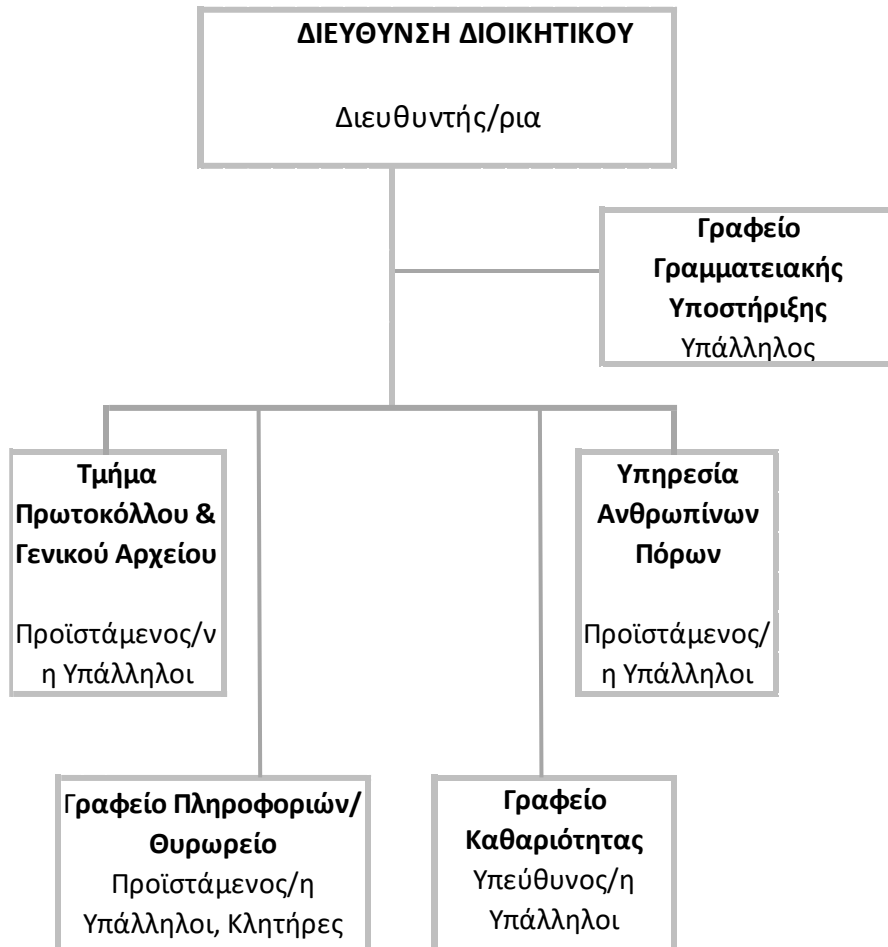 ΔΙΕΥΘΥΝΣΗ ΔΙΟΙΚΗΤΙΚΟΥ
Διευθυντής/ρια
Γραφείο
Γραμματειακής
Υποστήριξης
Υπάλληλος
Τμήμα
Πρωτοκόλλου &
Γενικού Αρχείου
Προϊστάμενος/ν
η Υπάλληλοι
Υπηρεσία
Ανθρωπίνων
Πόρων
Προϊστάμενος/
η Υπάλληλοι
Γραφείο Πληροφοριών/
Θυρωρείο
Προϊστάμενος/η
Υπάλληλοι, Κλητήρες
Γραφείο
Καθαριότητας
Υπεύθυνος/η
Υπάλληλοι